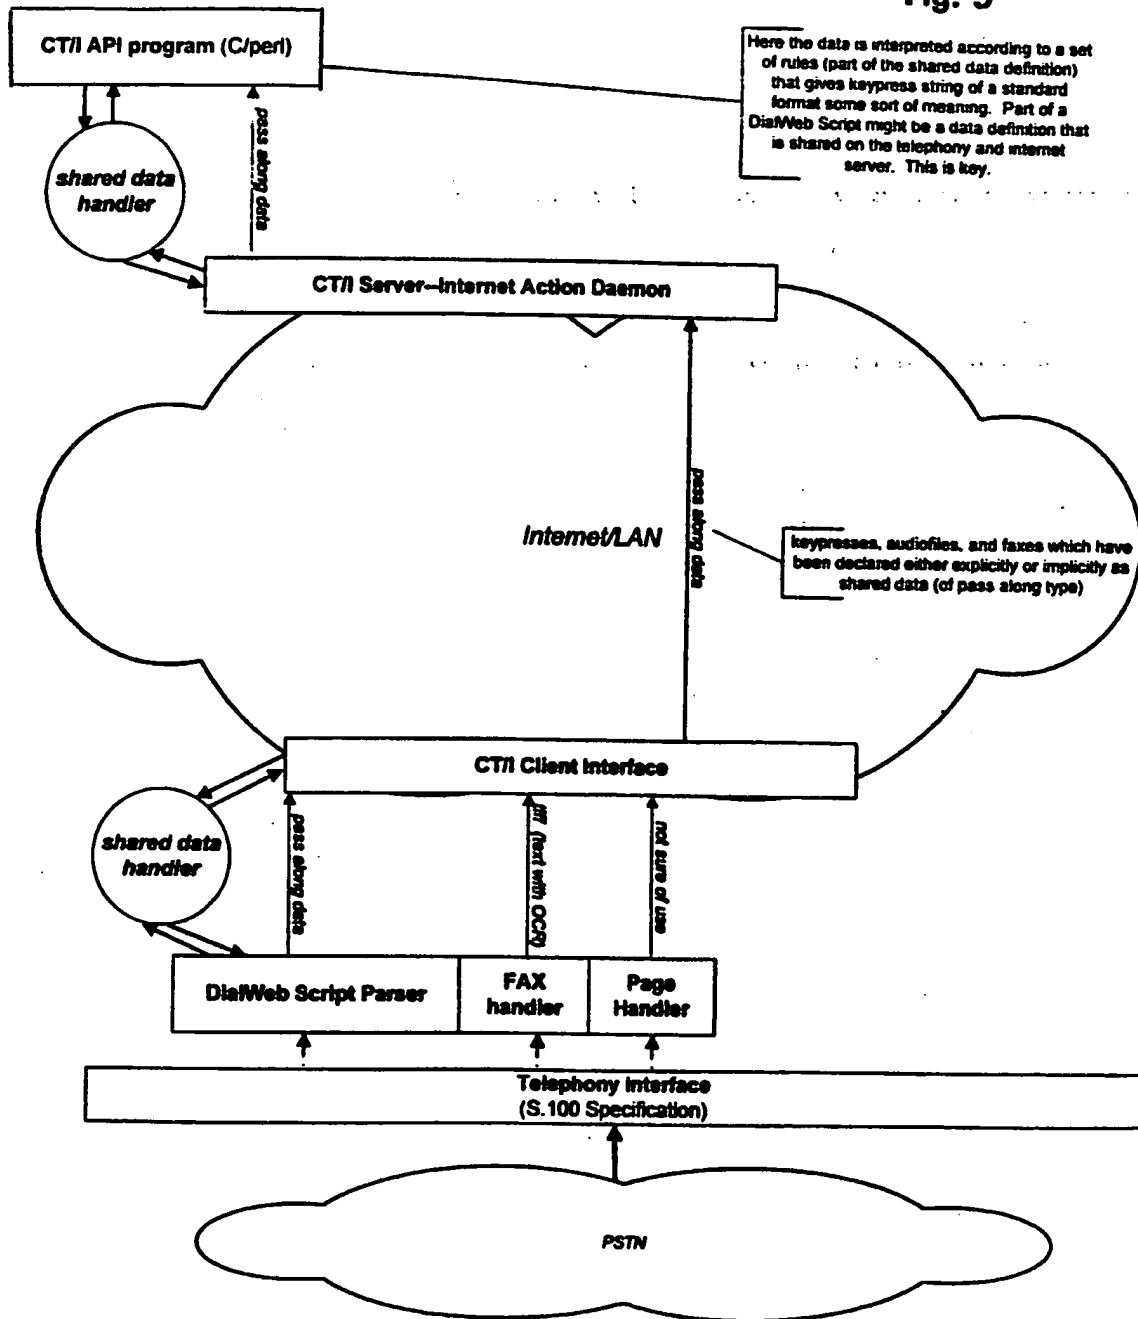 CT/I API program (C/perl)
Here the data is interpreted according to a set
of rules (part of the shared data definition)
that gives keypress string of a standard
format some sort of meaning. Part of a
DialWeb Script might be a data definition that
is shared on the telephony and internet
server. This is key.
shared data
handler
pass along data
CT/I Server--Internet Action Daemon
Internet/LAN
pass along data
keypresses, audiofiles, and faxes which have
been declared either explicitly or implicitly as
shared data (of pass along type)
CT/I Client Interface
shared data
handler
pass along data
tiff (text with OCR)
not sure of use
DialWeb Script Parser
FAX
handler
Page
Handler
Telephony Interface
(S.100 Specification)
PSTN